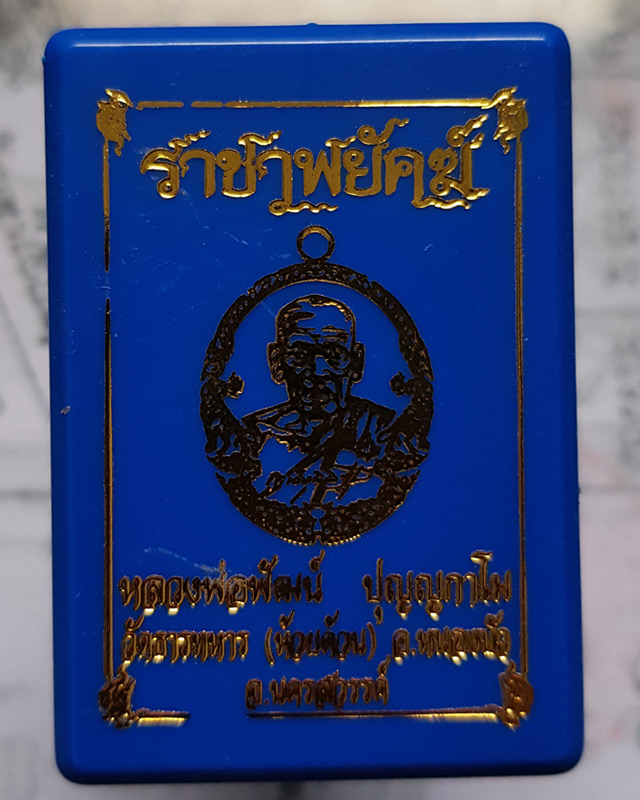 ราชาพยัคฆ์
หลวงพ่อพัฒน์ ปุญญกาโม
วัดธารทหาร (ห้วยด้วน) อ.หนองบัว
จ.นครสวรรค์